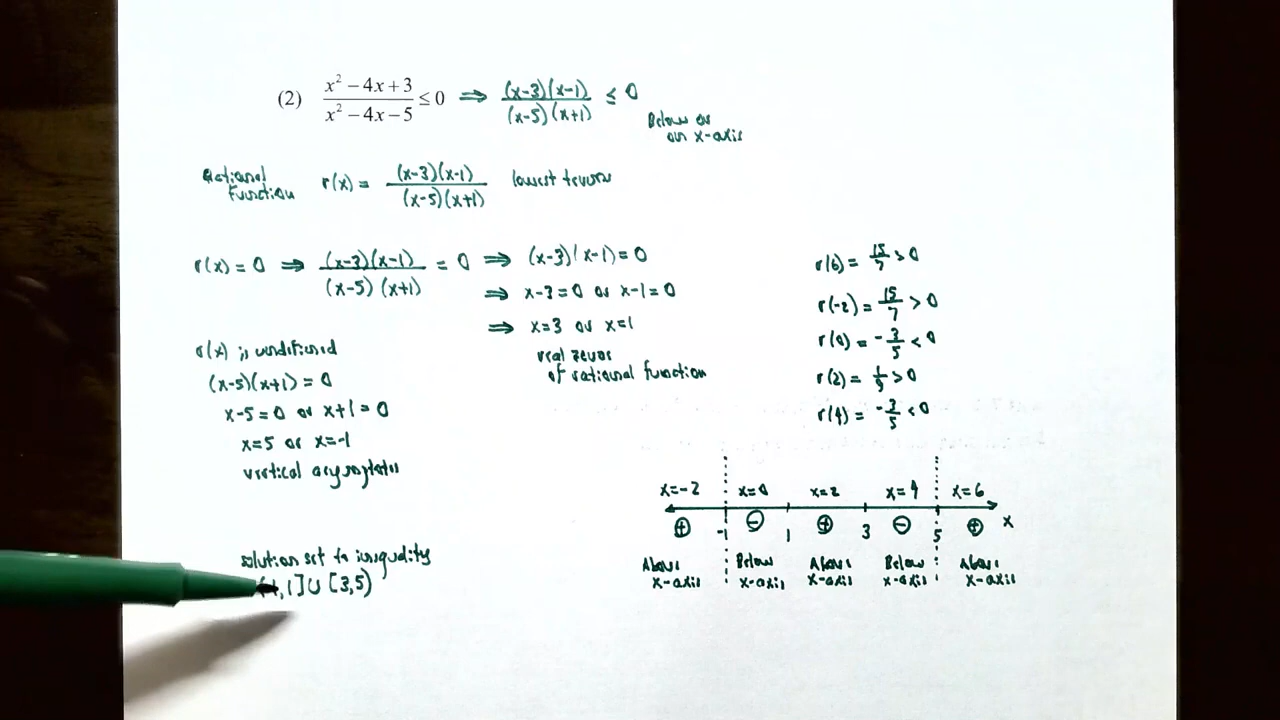 (2) x² − 4x + 3 / x² − 4x − 5 ≤ 0 ⟹ (x-3)(x-1) / (x-5)(x+1) ≤ 0
Below or
on x-axis
Rational
Function
r(x) = (x-3)(x-1) / (x-5)(x+1) lowest terms
r(x) = 0 ⟹ (x-3)(x-1) / (x-5)(x+1) = 0 ⟹ (x-3)(x-1) = 0
⟹ x-3=0 or x-1=0
⟹ x=3 or x=1
real zeros
of rational function
r(x) is undefined
(x-5)(x+1) = 0
x-5=0 or x+1=0
x=5 or x=-1
vertical asymptotes
r(6) = 15/7 > 0
r(-2) = 15/7 > 0
r(0) = -3/5 < 0
r(2) = 1/9 > 0
r(4) = -3/5 < 0
x=-2 x=0 x=2 x=4 x=6
+ − + − +
-1 1 3 5 x
Above Below Above Below Above
x-axis x-axis x-axis x-axis x-axis
solution set to inequality
,1]∪[3,5)